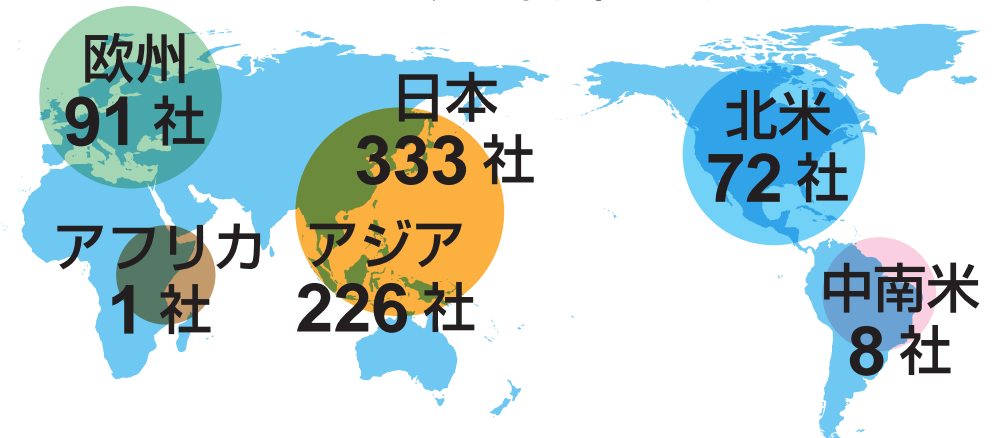 欧州
91 社
日本
333 社
北米
72 社
アフリカ
1 社
アジア
226 社
中南米
8 社